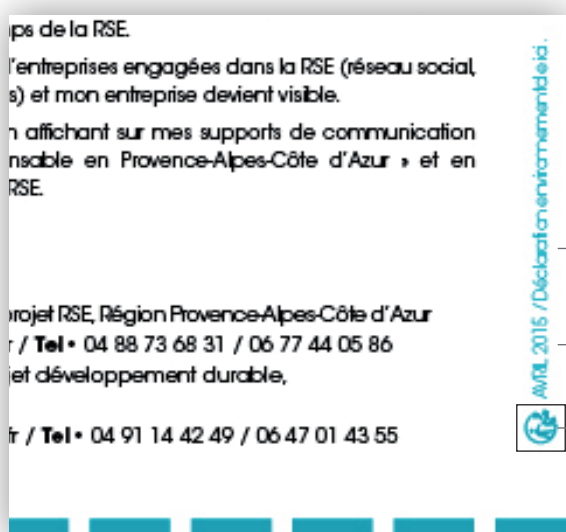 ps de la RSE.
'entreprises engagées dans la RSE (réseau social,
s) et mon entreprise devient visible.
n affichant sur mes supports de communication
nsable en Provence-Alpes-Côte d'Azur » et en
RSE.
rojet RSE, Région Provence-Alpes-Côte d'Azur
r / Tel • 04 88 73 68 31 / 06 77 44 05 86
jet développement durable,
fr / Tel • 04 91 14 42 49 / 06 47 01 43 55
AVRIL 2015 / Déclaration environnement